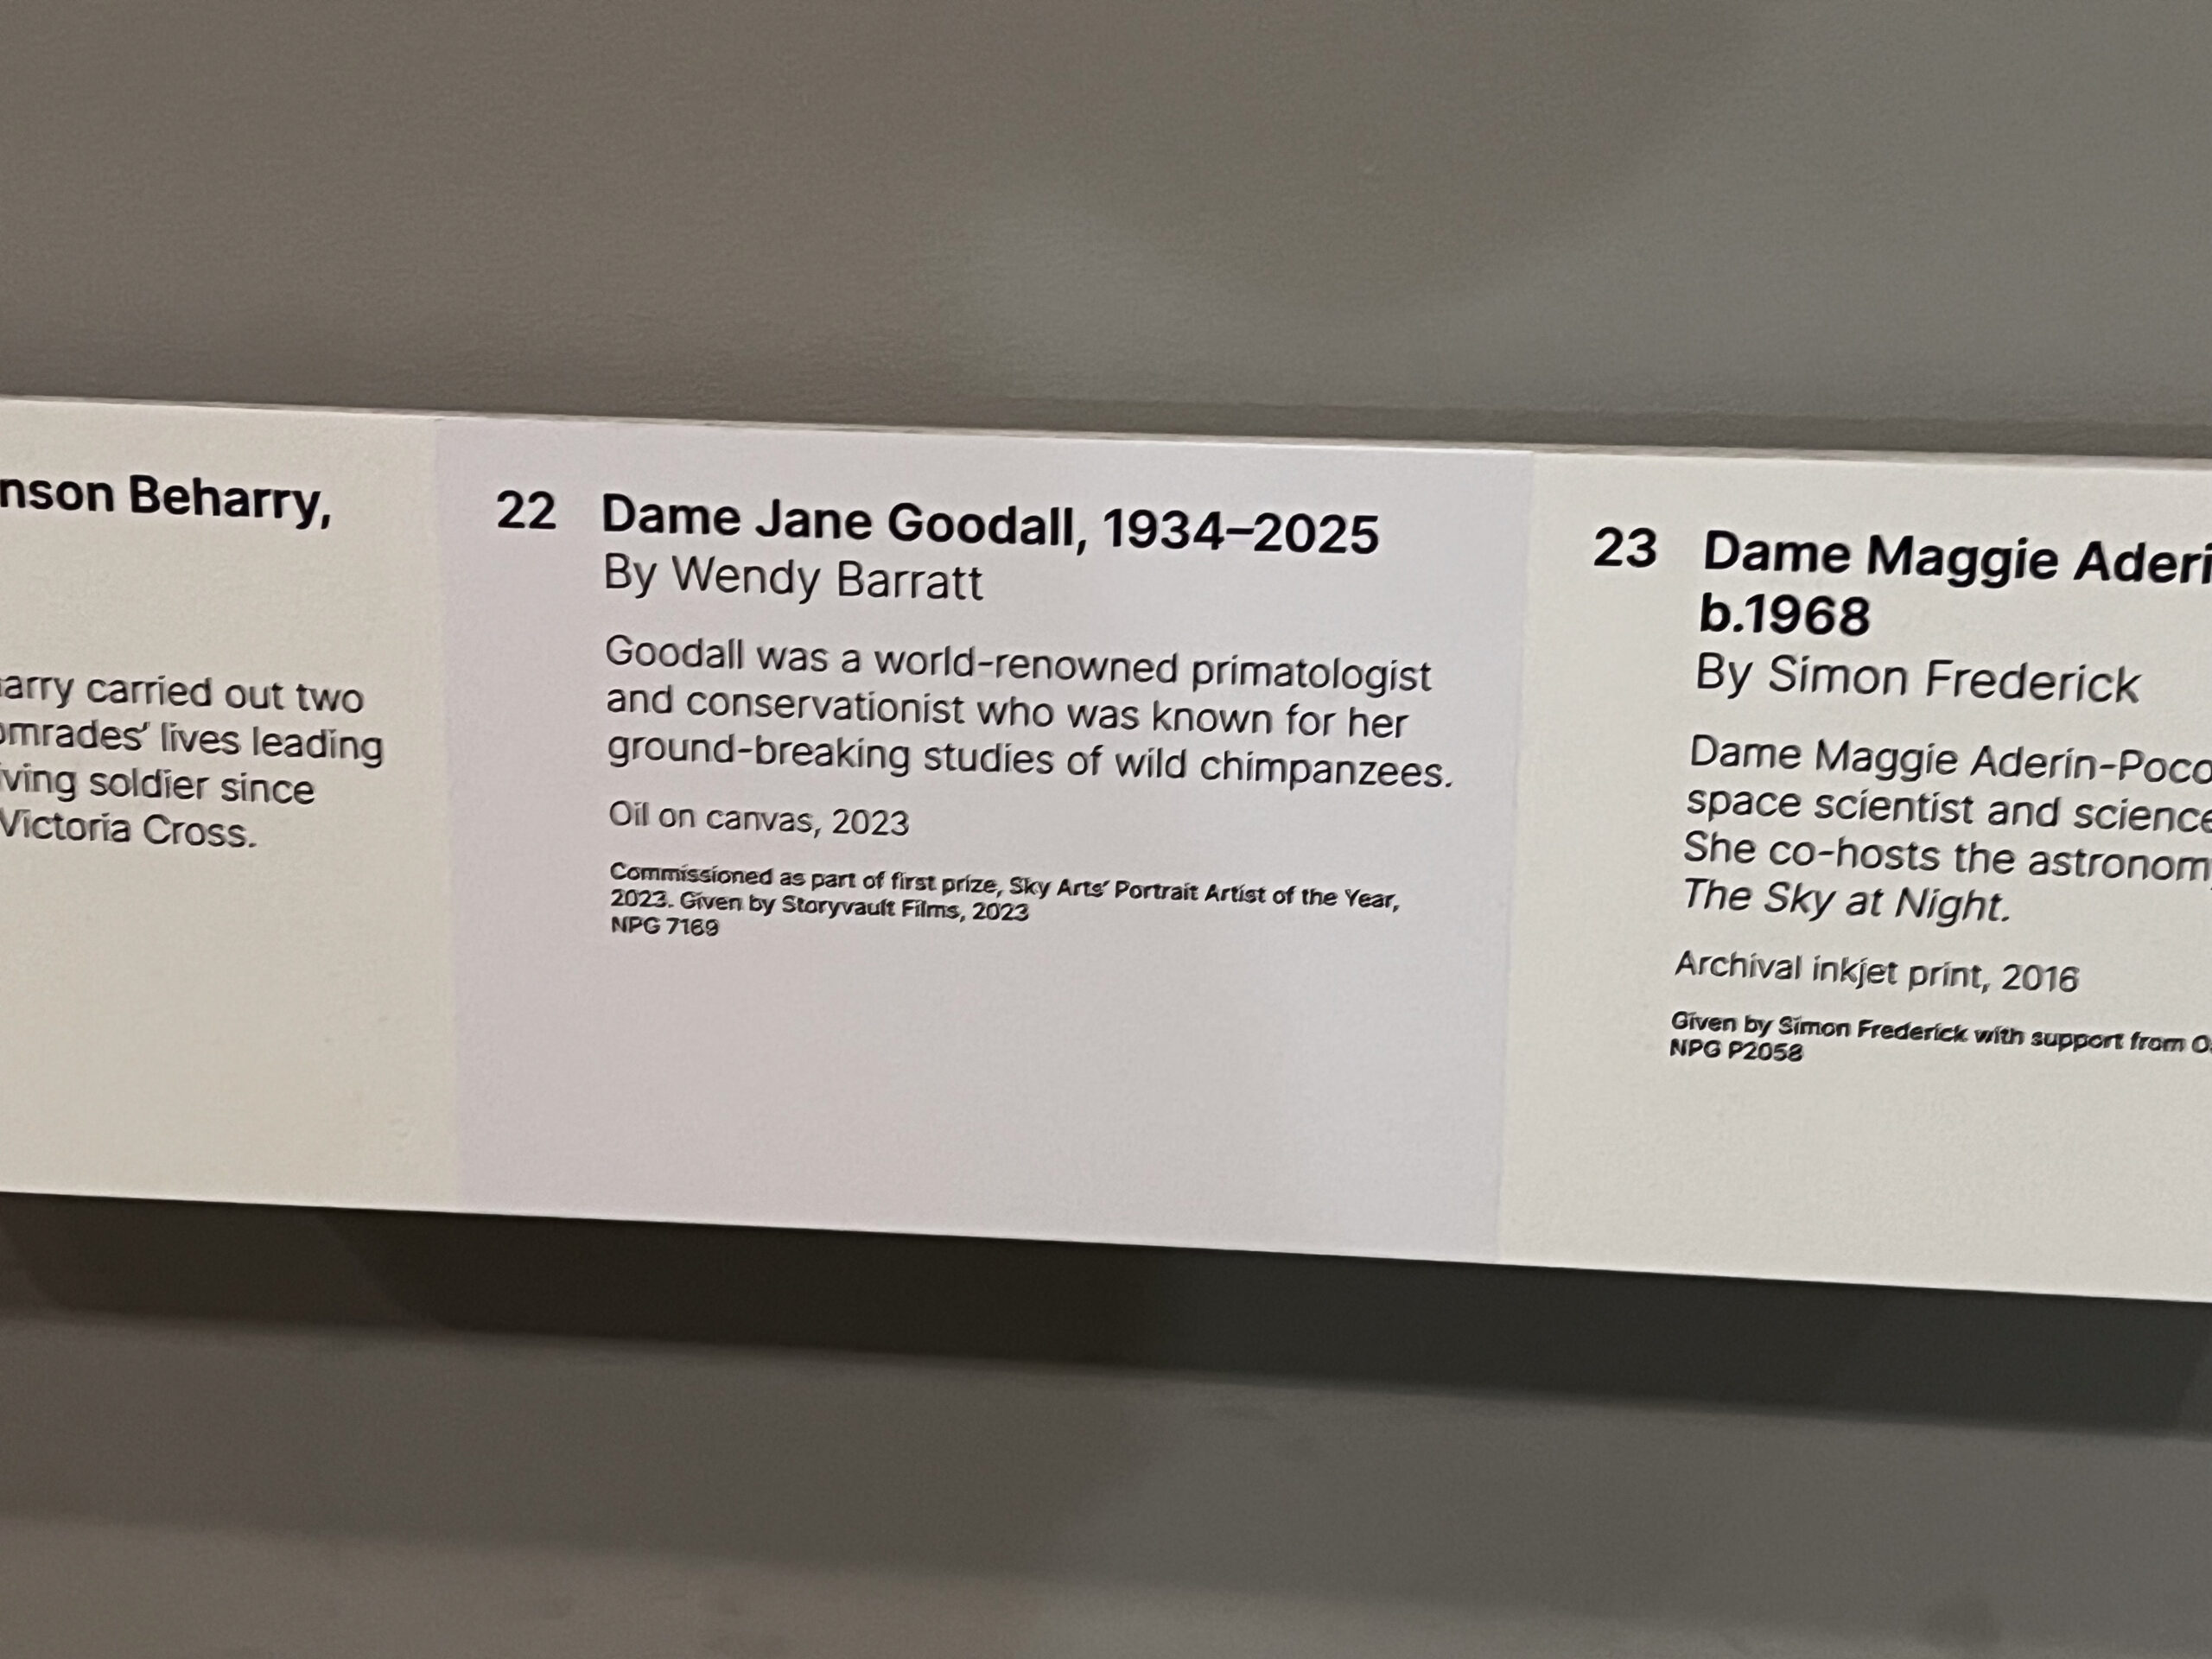 nson Beharry,
arry carried out two
omrades' lives leading
iving soldier since
Victoria Cross.
22 Dame Jane Goodall, 1934–2025
By Wendy Barratt
Goodall was a world-renowned primatologist
and conservationist who was known for her
ground-breaking studies of wild chimpanzees.
Oil on canvas, 2023
Commissioned as part of first prize, Sky Arts' Portrait Artist of the Year,
2023. Given by Storyvault Films, 2023
NPG 7169
23 Dame Maggie Aderi
b.1968
By Simon Frederick
Dame Maggie Aderin-Poco
space scientist and science
She co-hosts the astronom
The Sky at Night.
Archival inkjet print, 2016
Given by Simon Frederick with support from O
NPG P2058